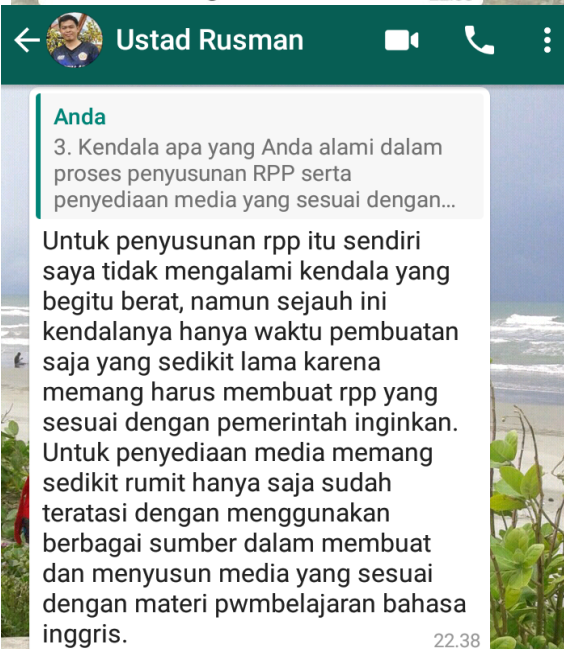 Ustad Rusman
Anda
3. Kendala apa yang Anda alami dalam
proses penyusunan RPP serta
penyediaan media yang sesuai dengan...
Untuk penyusunan rpp itu sendiri
saya tidak mengalami kendala yang
begitu berat, namun sejauh ini
kendalanya hanya waktu pembuatan
saja yang sedikit lama karena
memang harus membuat rpp yang
sesuai dengan pemerintah inginkan.
Untuk penyediaan media memang
sedikit rumit hanya saja sudah
teratasi dengan menggunakan
berbagai sumber dalam membuat
dan menyusun media yang sesuai
dengan materi pwmbelajaran bahasa
inggris.
22.38